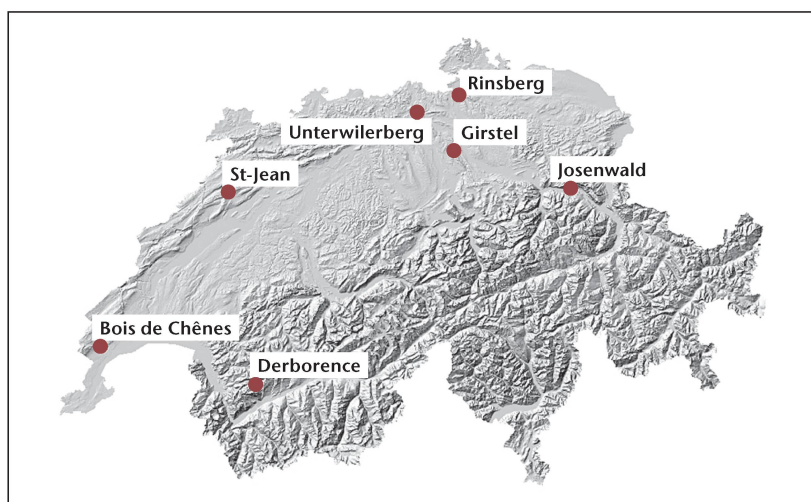 Rinsberg
Unterwilerberg
Girstel
St-Jean
Josenwald
Bois de Chênes
Derborence